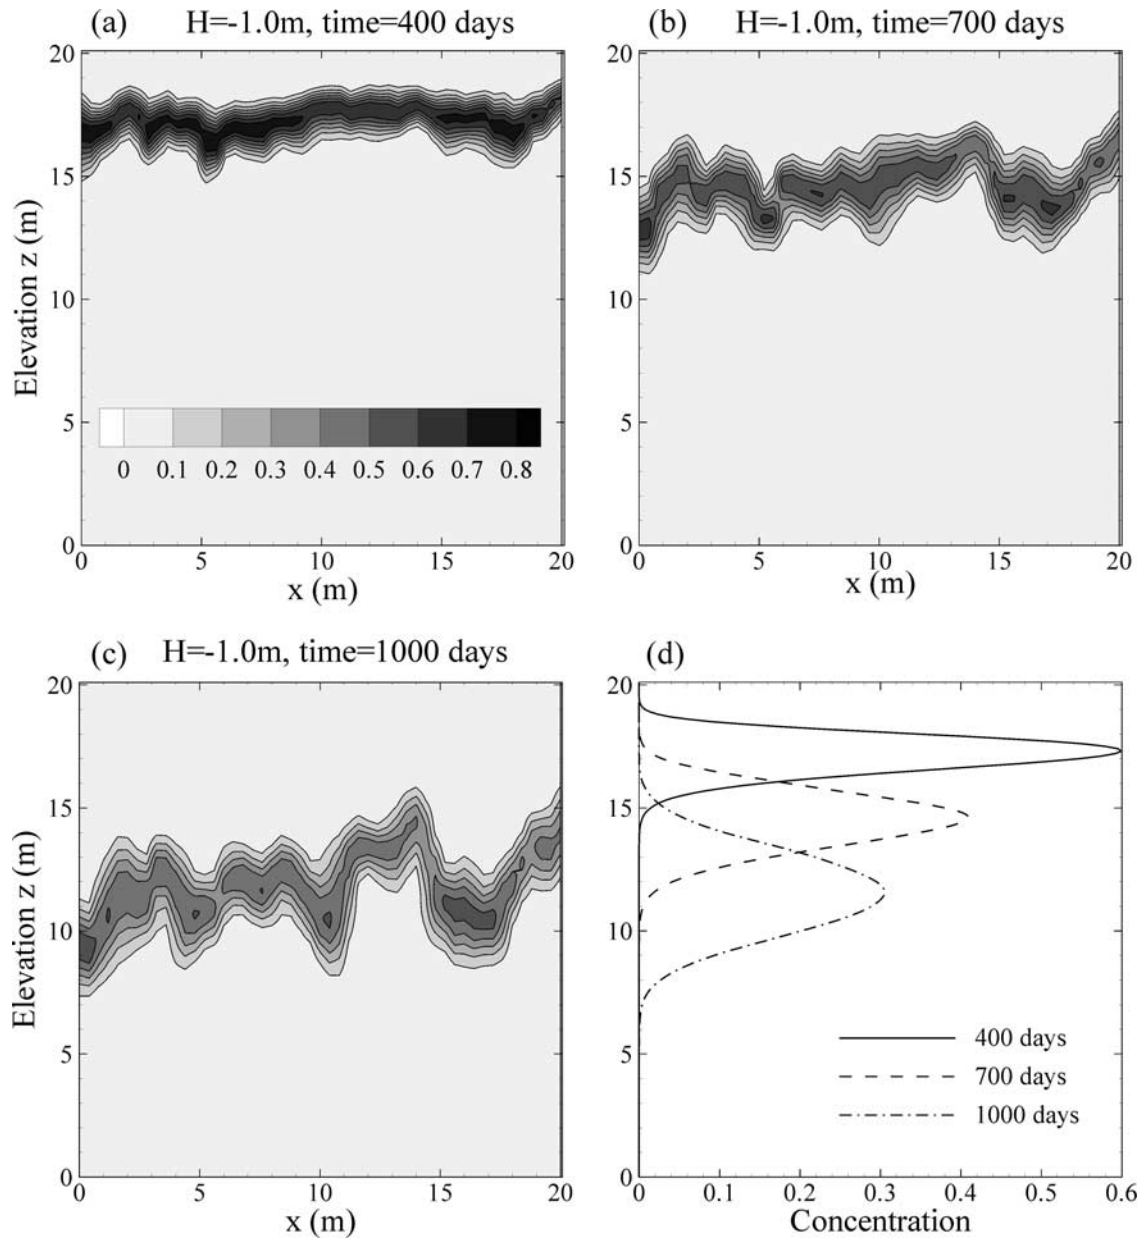 (a) H=-1.0m, time=400 days
(b) H=-1.0m, time=700 days
20
15
10
5
0
Elevation z (m)
0 0.1 0.2 0.3 0.4 0.5 0.6 0.7 0.8
0 5 10 15 20
x (m)
20
15
10
5
0
0 5 10 15 20
x (m)
(c) H=-1.0m, time=1000 days
(d)
20
15
10
5
0
Elevation z (m)
0 5 10 15 20
x (m)
20
15
10
5
0
400 days
700 days
1000 days
0 0.1 0.2 0.3 0.4 0.5 0.6
Concentration